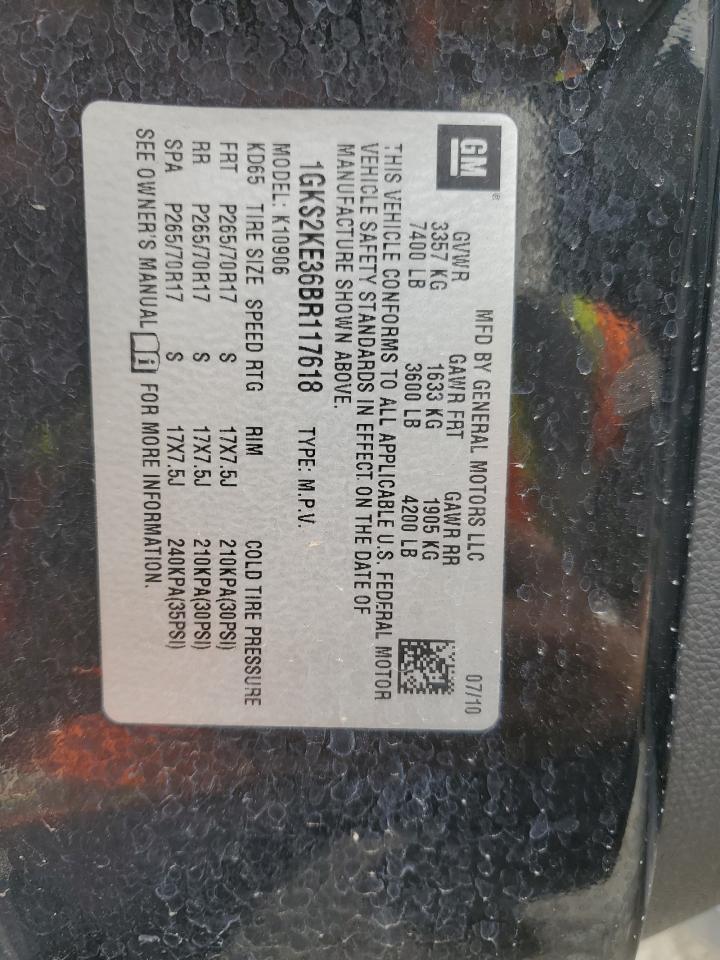 GM®
MFD BY GENERAL MOTORS LLC 07/10
GVWR GAWR FRT GAWR RR
3357 KG 1633 KG 1905 KG
7400 LB 3600 LB 4200 LB
THIS VEHICLE CONFORMS TO ALL APPLICABLE U.S. FEDERAL MOTOR
VEHICLE SAFETY STANDARDS IN EFFECT ON THE DATE OF
MANUFACTURE SHOWN ABOVE.
1GKS2KE36BR117618 TYPE: M.P.V.
MODEL: K10906
KD65 TIRE SIZE SPEED RTG RIM COLD TIRE PRESSURE
FRT P265/70R17 S 17X7.5J 210KPA(30PSI)
RR P265/70R17 S 17X7.5J 210KPA(30PSI)
SPA P265/70R17 S 17X7.5J 240KPA(35PSI)
SEE OWNER'S MANUAL i FOR MORE INFORMATION.